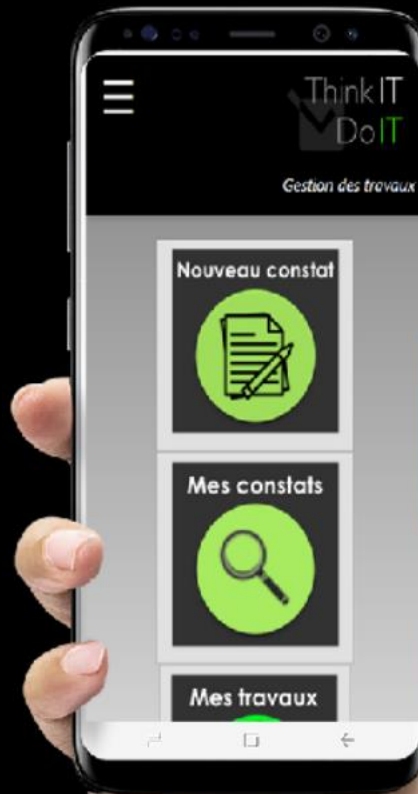 Think IT
Do IT
Gestion des travaux
Nouveau constat
Mes constats
Mes travaux